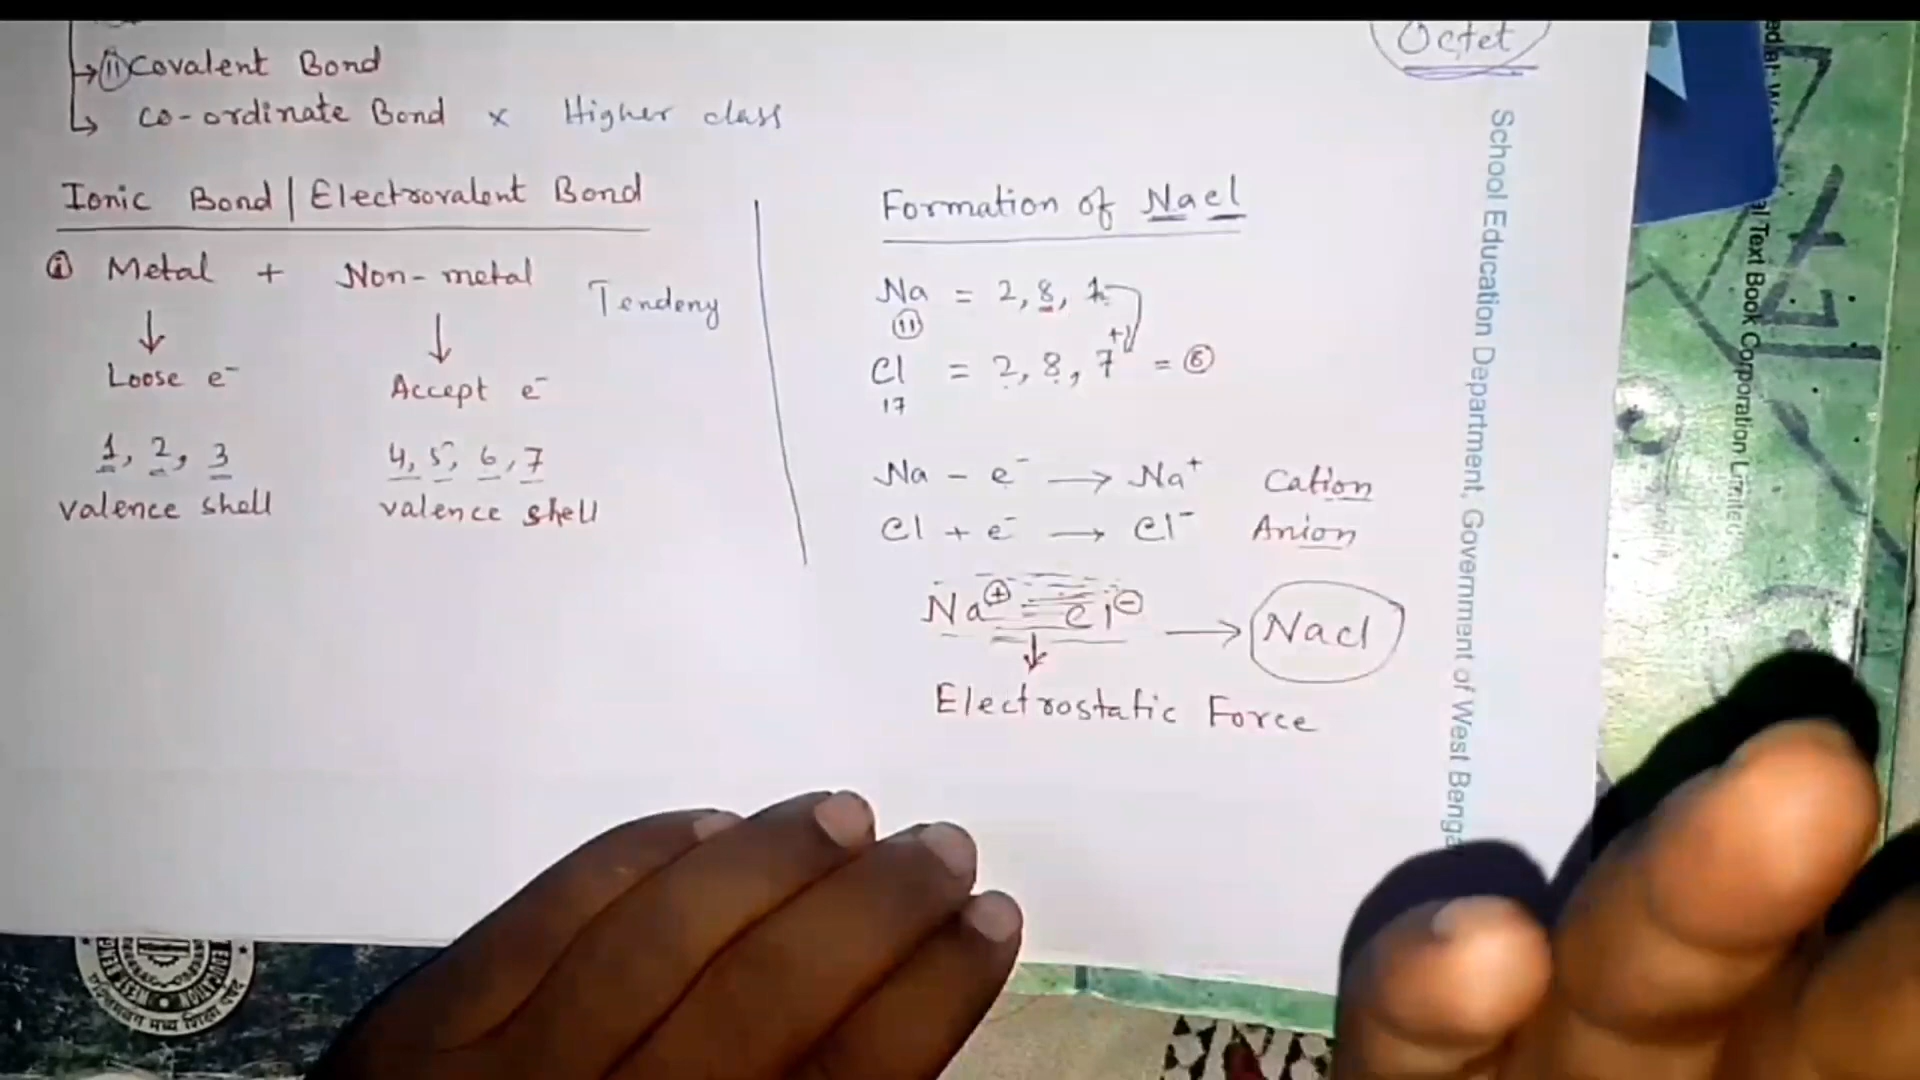 Octet
→ ⑪ Covalent Bond
↳ co-ordinate Bond × Higher class
Ionic Bond | Electrovalent Bond
ⓘ Metal + Non-metal
Tendeny
↓ ↓
Loose e⁻ Accept e⁻
1, 2, 3 4, 5, 6, 7
valence shell valence shell
Formation of Nacl
Na = 2, 8, 1
⑪
+1
Cl = 2, 8, 7 = ⑧
17
Na - e⁻ → Na⁺ Cation
Cl + e⁻ → Cl⁻ Anion
Na⊕ Cl⊖ → Nacl
↓
Electrostatic Force
School Education Department, Government of West Benga
Text Book Corporation Limited